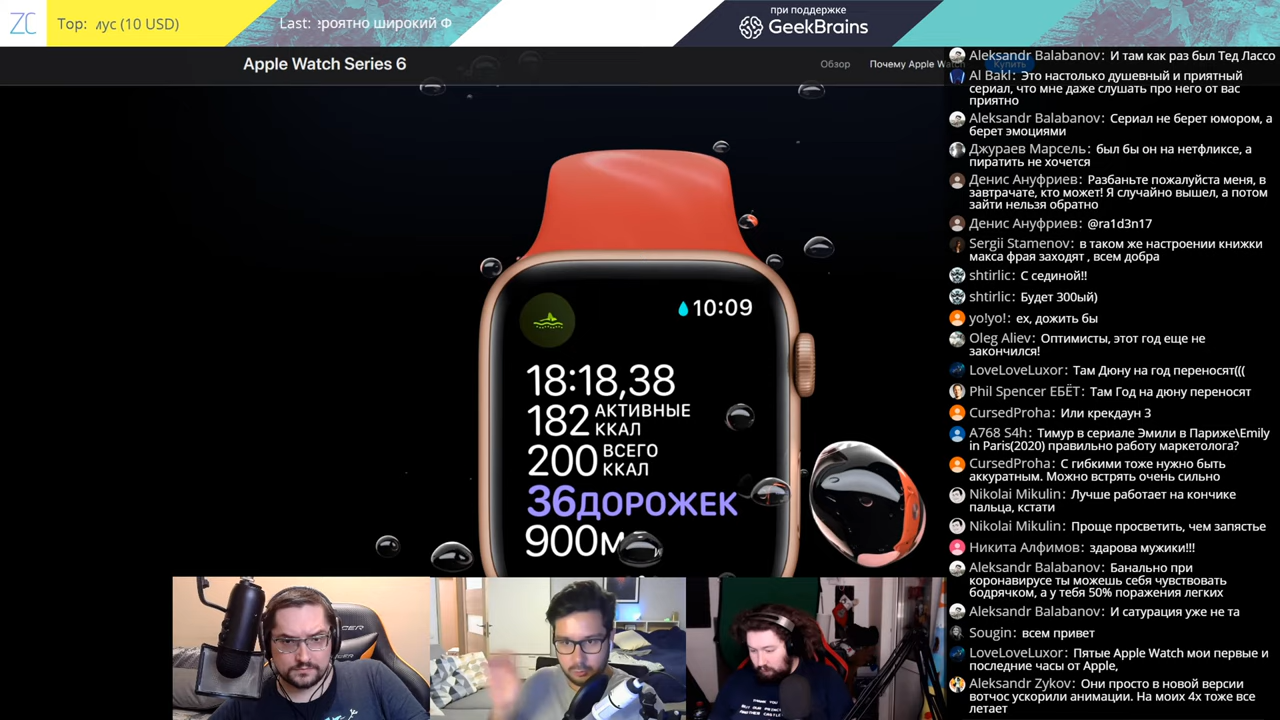 ZC
Top: мус (10 USD)
Last: ероятно широкий Ф
при поддержке
GeekBrains
Apple Watch Series 6
Обзор
Почему Apple Watch
Купить
10:09
18:18,38
182 АКТИВНЫЕ
ККАЛ
200 ВСЕГО
ККАЛ
36ДОРОЖЕК
900м
Aleksandr Balabanov: И там как раз был Тед Лассо
Al Bakl: Это настолько душевный и приятный
сериал, что мне даже слушать про него от вас
приятно
Aleksandr Balabanov: Сериал не берет юмором, а
берет эмоциями
Джураев Марсель: был бы он на нетфликсе, а
пиратить не хочется
Денис Ануфриев: Разбаньте пожалуйста меня, в
завтрачате, кто может! Я случайно вышел, а потом
зайти нельзя обратно
Денис Ануфриев: @ra1d3n17
Sergii Stamenov: в таком же настроении книжки
макса фрая заходят , всем добра
shtirlic: С сединой!!
shtirlic: Будет 300ый)
yo!yo!: ех, дожить бы
Oleg Aliev: Оптимисты, этот год еще не
закончился!
LoveLoveLuxor: Там Дюну на год переносят(((
Phil Spencer ЕБЁТ: Там Год на дюну переносят
CursedProha: Или крекдаун 3
A768 S4h: Тимур в сериале Эмили в Париже\Emily
in Paris(2020) правильно работу маркетолога?
CursedProha: С гибкими тоже нужно быть
аккуратным. Можно встрять очень сильно
Nikolai Mikulin: Лучше работает на кончике
пальца, кстати
Nikolai Mikulin: Проще просветить, чем запястье
Никита Алфимов: здарова мужики!!!
Aleksandr Balabanov: Банально при
коронавирусе ты можешь себя чувствовать
бодрячком, а у тебя 50% поражения легких
Aleksandr Balabanov: И сатурация уже не та
Sougin: всем привет
LoveLoveLuxor: Пятые Apple Watch мои первые и
последние часы от Apple,
Aleksandr Zykov: Они просто в новой версии
вотчос ускорили анимации. На моих 4х тоже все
летает